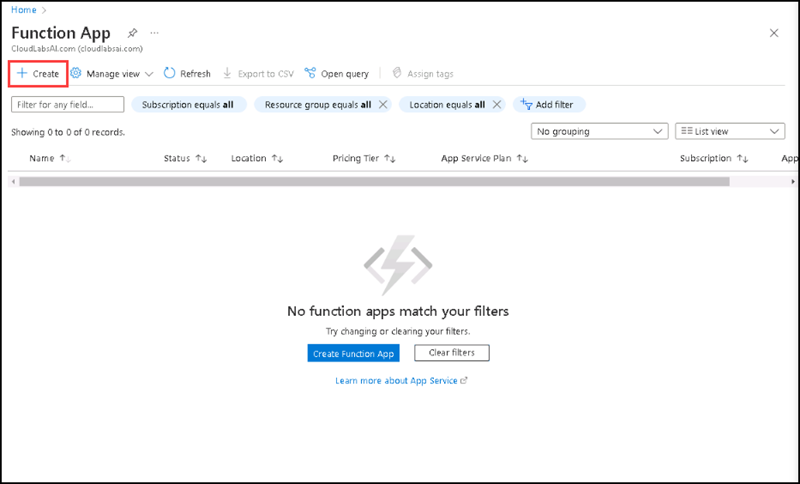 Home >
Function App ...
CloudLabsAI.com (cloudlabsai.com)
+ Create Manage view Refresh Export to CSV Open query Assign tags
Filter for any field... Subscription equals all Resource group equals all Location equals all Add filter
Showing 0 to 0 of 0 records. No grouping List view
Name Status Location Pricing Tier App Service Plan Subscription App
No function apps match your filters
Try changing or clearing your filters.
Create Function App Clear filters
Learn more about App Service